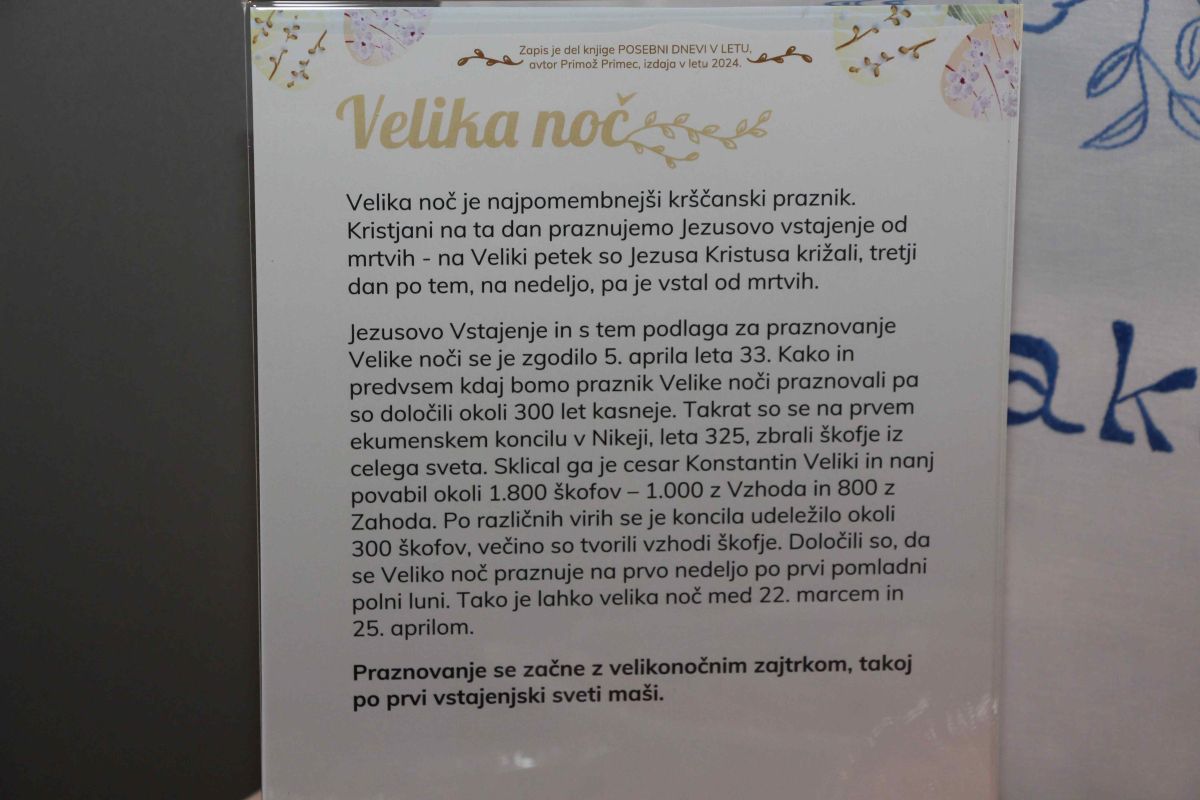 Zapis je del knjige POSEBNI DNEVI V LETU,
avtor Primož Primec, izdaja v letu 2024.
Velika noč
Velika noč je najpomembnejši krščanski praznik.
Kristjani na ta dan praznujemo Jezusovo vstajenje od
mrtvih - na Veliki petek so Jezusa Kristusa križali, tretji
dan po tem, na nedeljo, pa je vstal od mrtvih.
Jezusovo Vstajenje in s tem podlaga za praznovanje
Velike noči se je zgodilo 5. aprila leta 33. Kako in
predvsem kdaj bomo praznik Velike noči praznovali pa
so določili okoli 300 let kasneje. Takrat so se na prvem
ekumenskem koncilu v Nikeji, leta 325, zbrali škofje iz
celega sveta. Sklical ga je cesar Konstantin Veliki in nanj
povabil okoli 1.800 škofov – 1.000 z Vzhoda in 800 z
Zahoda. Po različnih virih se je koncila udeležilo okoli
300 škofov, večino so tvorili vzhodi škofje. Določili so, da
se Veliko noč praznuje na prvo nedeljo po prvi pomladni
polni luni. Tako je lahko velika noč med 22. marcem in
25. aprilom.
Praznovanje se začne z velikonočnim zajtrkom, takoj
po prvi vstajenjski sveti maši.
ak